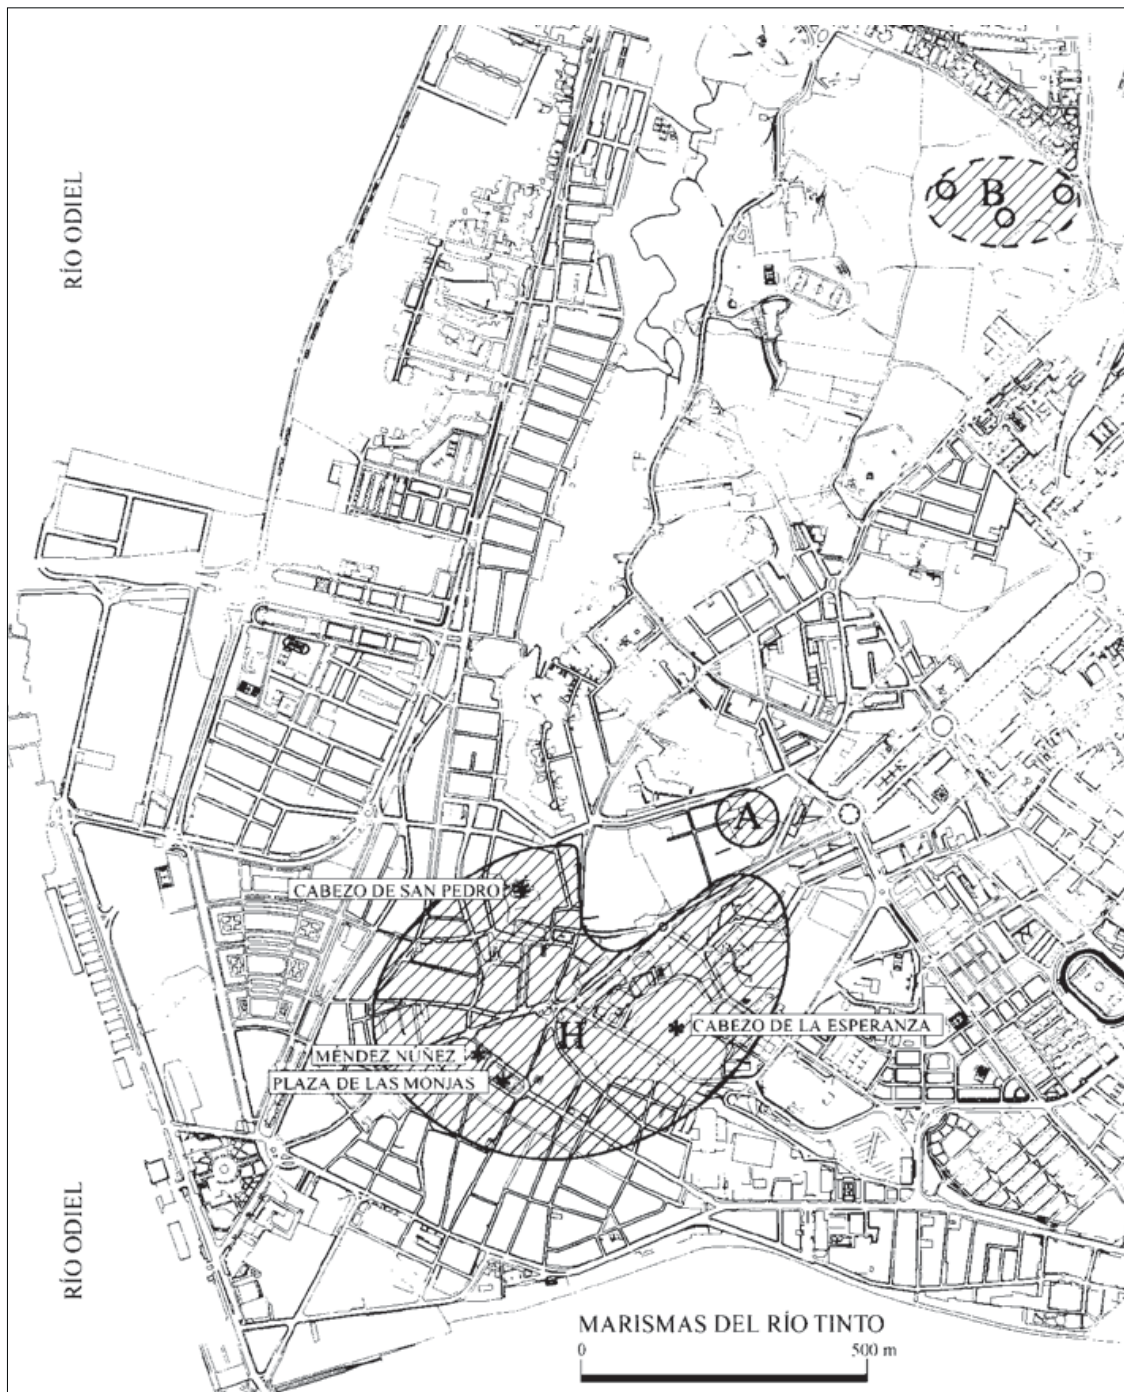 RÍO ODIEL
B
A
CABEZO DE SAN PEDRO
H
CABEZO DE LA ESPERANZA
MÉNDEZ NÚÑEZ
PLAZA DE LAS MONJAS
RÍO ODIEL
MARISMAS DEL RÍO TINTO
0 500 m